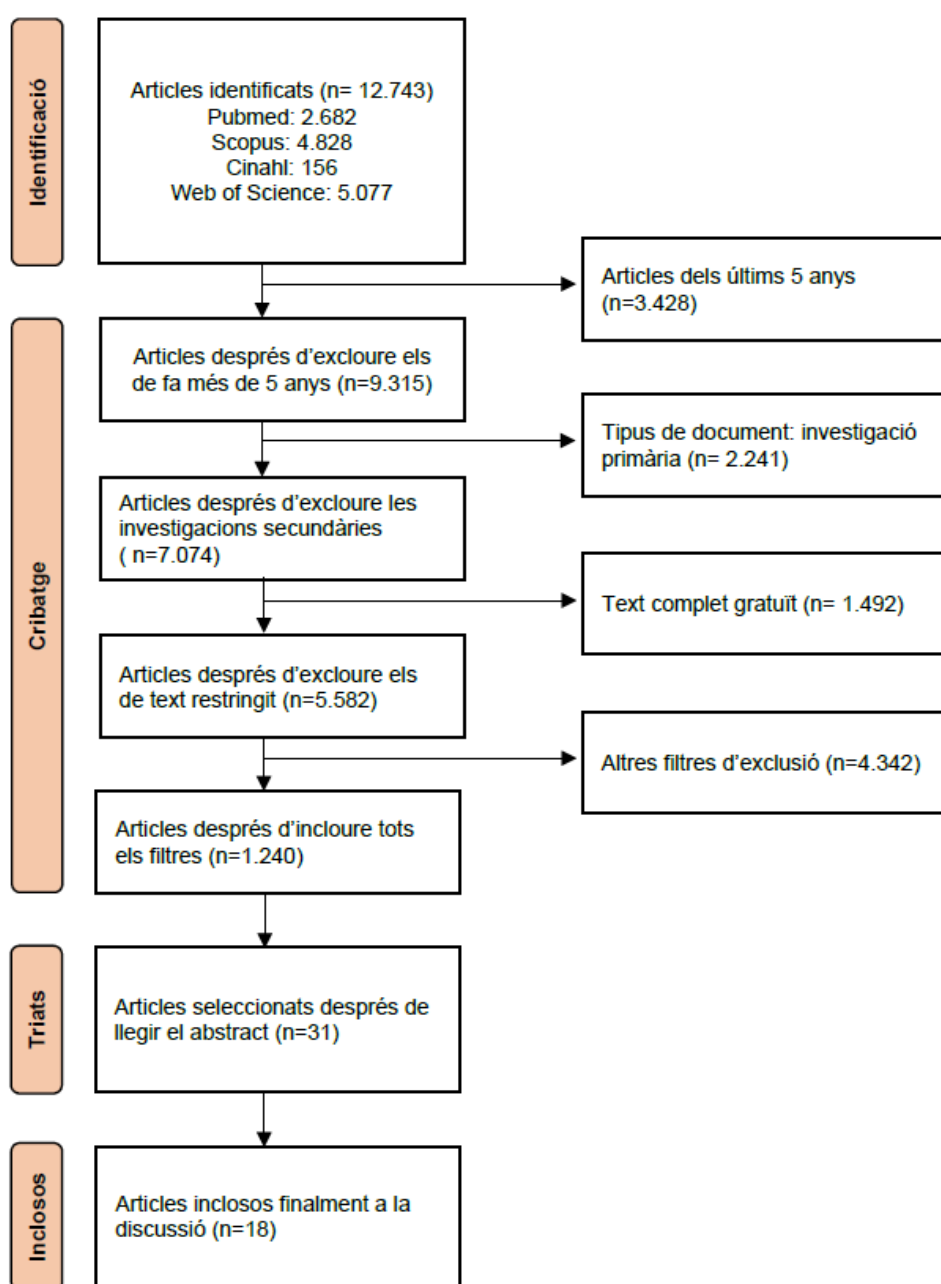 Identificació
Articles identificats (n= 12.743)
Pubmed: 2.682
Scopus: 4.828
Cinahl: 156
Web of Science: 5.077
Articles dels últims 5 anys
(n=3.428)
Cribatge
Articles després d’excloure els
de fa més de 5 anys (n=9.315)
Tipus de document: investigació
primària (n= 2.241)
Articles després d’excloure les
investigacions secundàries
( n=7.074)
Text complet gratuït (n= 1.492)
Articles després d’excloure els
de text restringit (n=5.582)
Altres filtres d’exclusió (n=4.342)
Articles després d’incloure tots
els filtres (n=1.240)
Triats
Articles seleccionats després de
llegir el abstract (n=31)
Inclosos
Articles inclosos finalment a la
discussió (n=18)